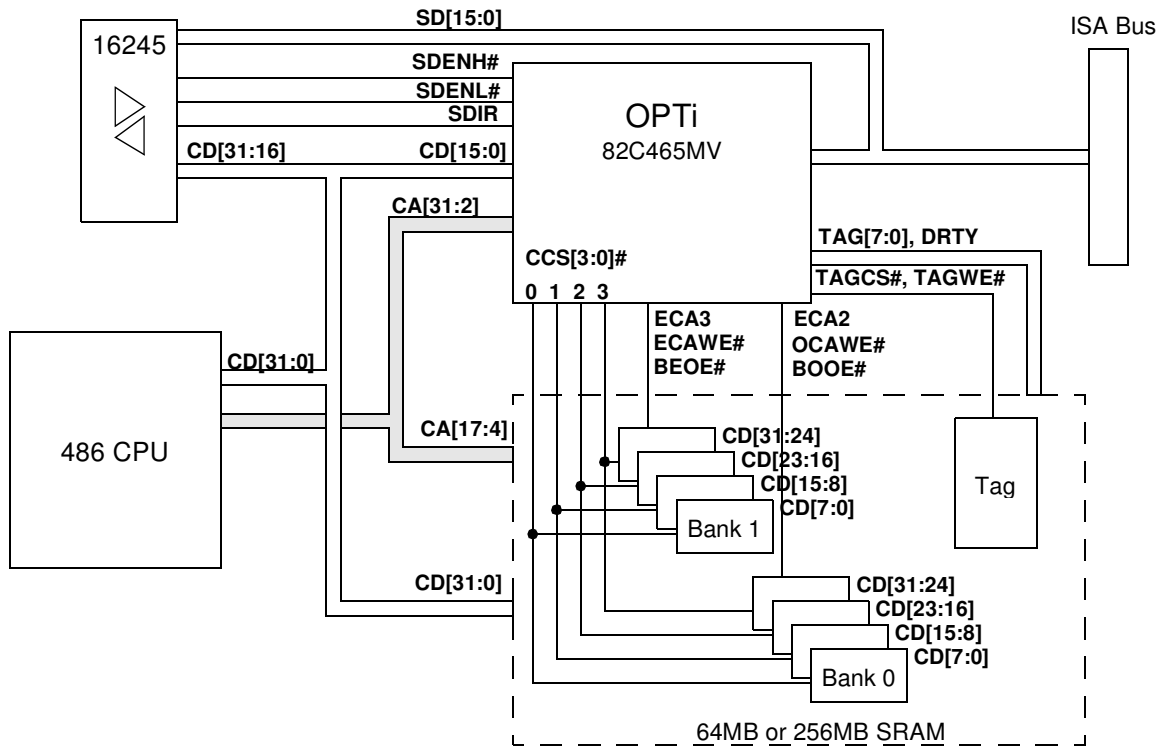 SD[15:0]
ISA Bus
16245
SDENH#
SDENL#
SDIR
OPTi
82C465MV
CD[31:16]
CD[15:0]
CA[31:2]
TAG[7:0], DRTY
CCS[3:0]#
TAGCS#, TAGWE#
0 1 2 3
ECA3
ECAWE#
BEOE#
ECA2
OCAWE#
BOOE#
CD[31:0]
486 CPU
CA[17:4]
CD[31:24]
CD[23:16]
CD[15:8]
CD[7:0]
Bank 1
Tag
CD[31:0]
CD[31:24]
CD[23:16]
CD[15:8]
CD[7:0]
Bank 0
64MB or 256MB SRAM